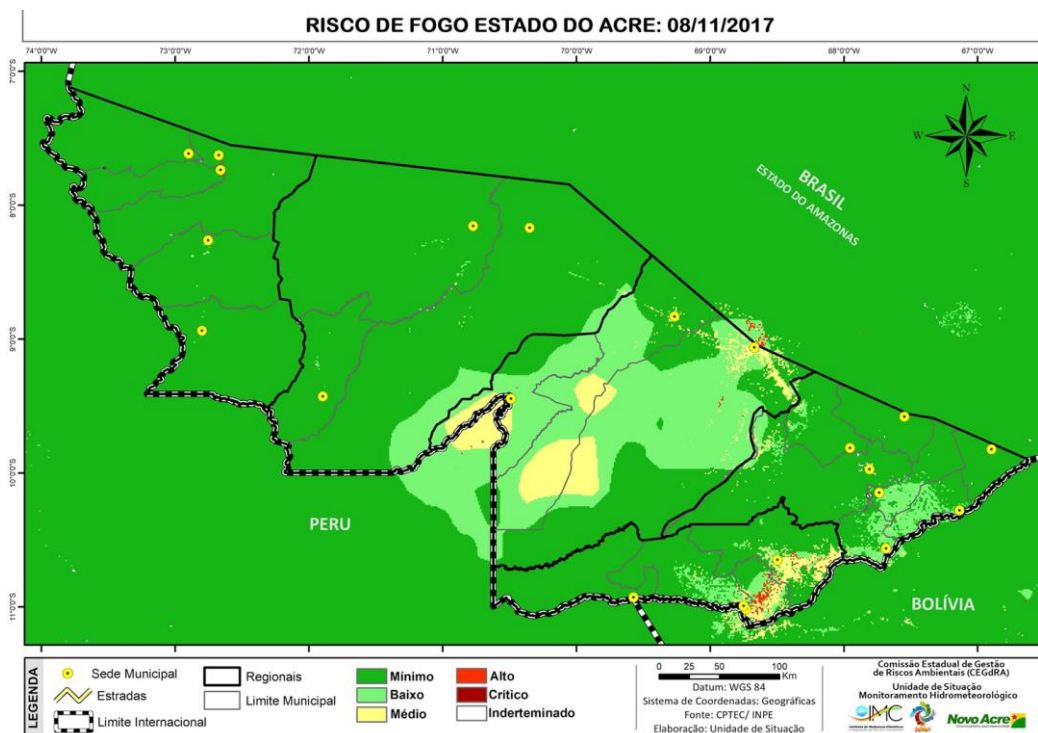 RISCO DE FOGO ESTADO DO ACRE: 08/11/2017
74°0'0"W 73°0'0"W 72°0'0"W 71°0'0"W 70°0'0"W 69°0'0"W 68°0'0"W 67°0'0"W
7°0'0"S
8°0'0"S
9°0'0"S
10°0'0"S
11°0'0"S
N
W E
S
BRASIL
ESTADO DO AMAZONAS
PERU
BOLÍVIA
LEGENDA
Sede Municipal
Estradas
Limite Internacional
Regionais
Limite Municipal
Mínimo
Baixo
Médio
Alto
Crítico
Inderteminado
0 25 50 100
Km
Datum: WGS 84
Sistema de Coordenadas: Geográficas
Fonte: CPTEC/ INPE
Elaboração: Unidade de Situação
Comissão Estadual de Gestão
de Riscos Ambientais (CEGdRA)
Unidade de Situação
Monitoramento Hidrometeorológico
IMC
Novo Acre